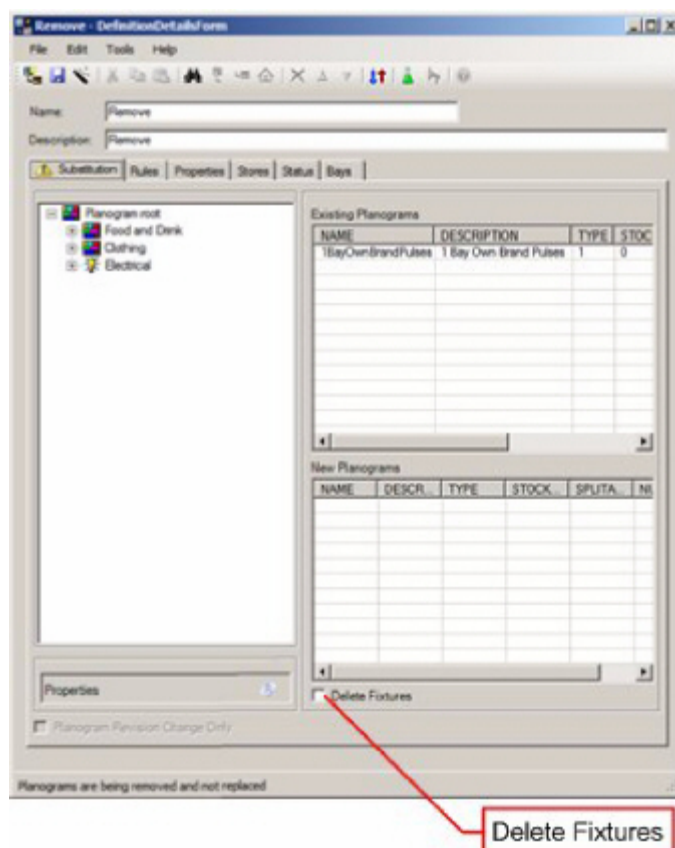 Remove - DefinitionDetailsForm
File Edit Tools Help
Name: Remove
Description: Remove
Substitution Rules Properties Stores Status Bays
Planogram root
Food and Drink
Clothing
Electrical
Existing Planograms
NAME DESCRIPTION TYPE STOC
1BayOwnBrandPulses 1 Bay Own Brand Pulses 1 0
New Planograms
NAME DESCR... TYPE STOCK... SPLITA... NU
Properties
Delete Fixtures
Planogram Revision Change Only
Planograms are being removed and not replaced
Delete Fixtures